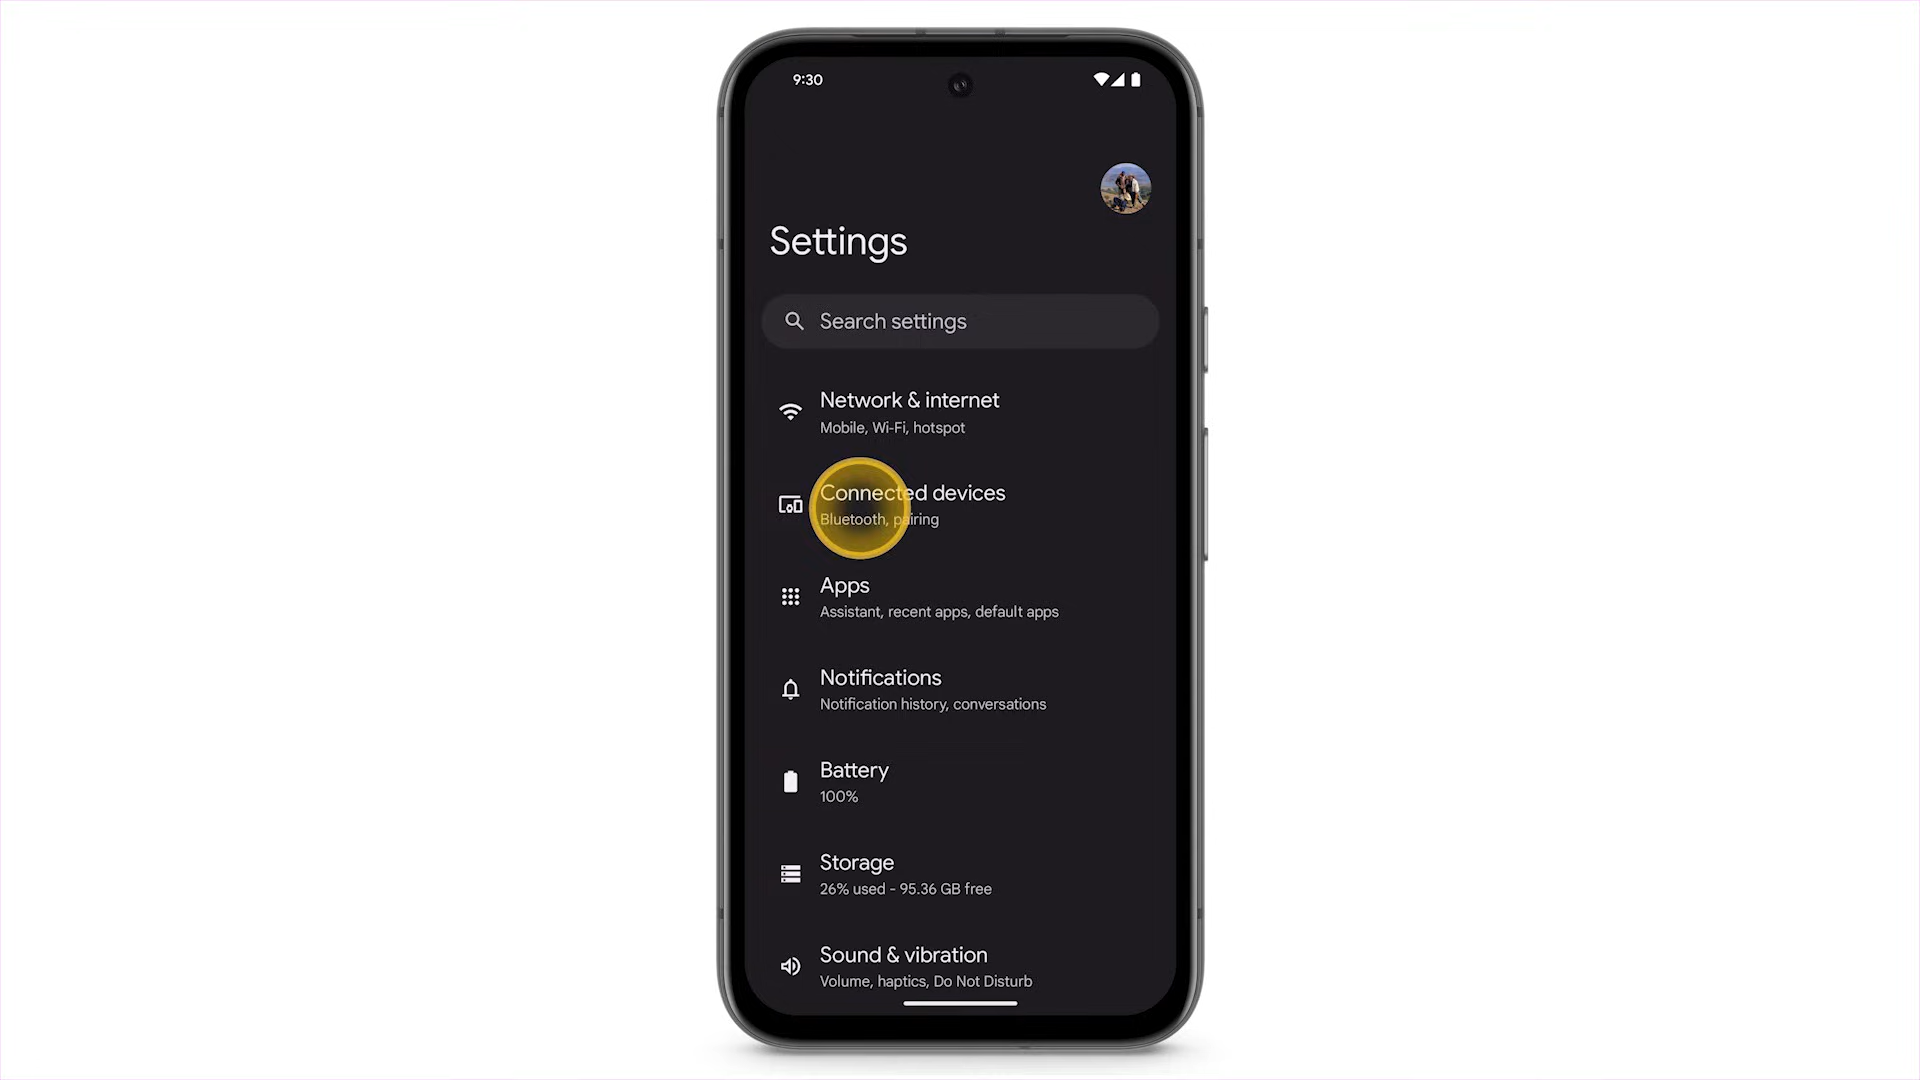 9:30
Settings
Search settings
Network & internet
Mobile, Wi-Fi, hotspot
Connected devices
Bluetooth, pairing
Apps
Assistant, recent apps, default apps
Notifications
Notification history, conversations
Battery
100%
Storage
26% used - 95.36 GB free
Sound & vibration
Volume, haptics, Do Not Disturb